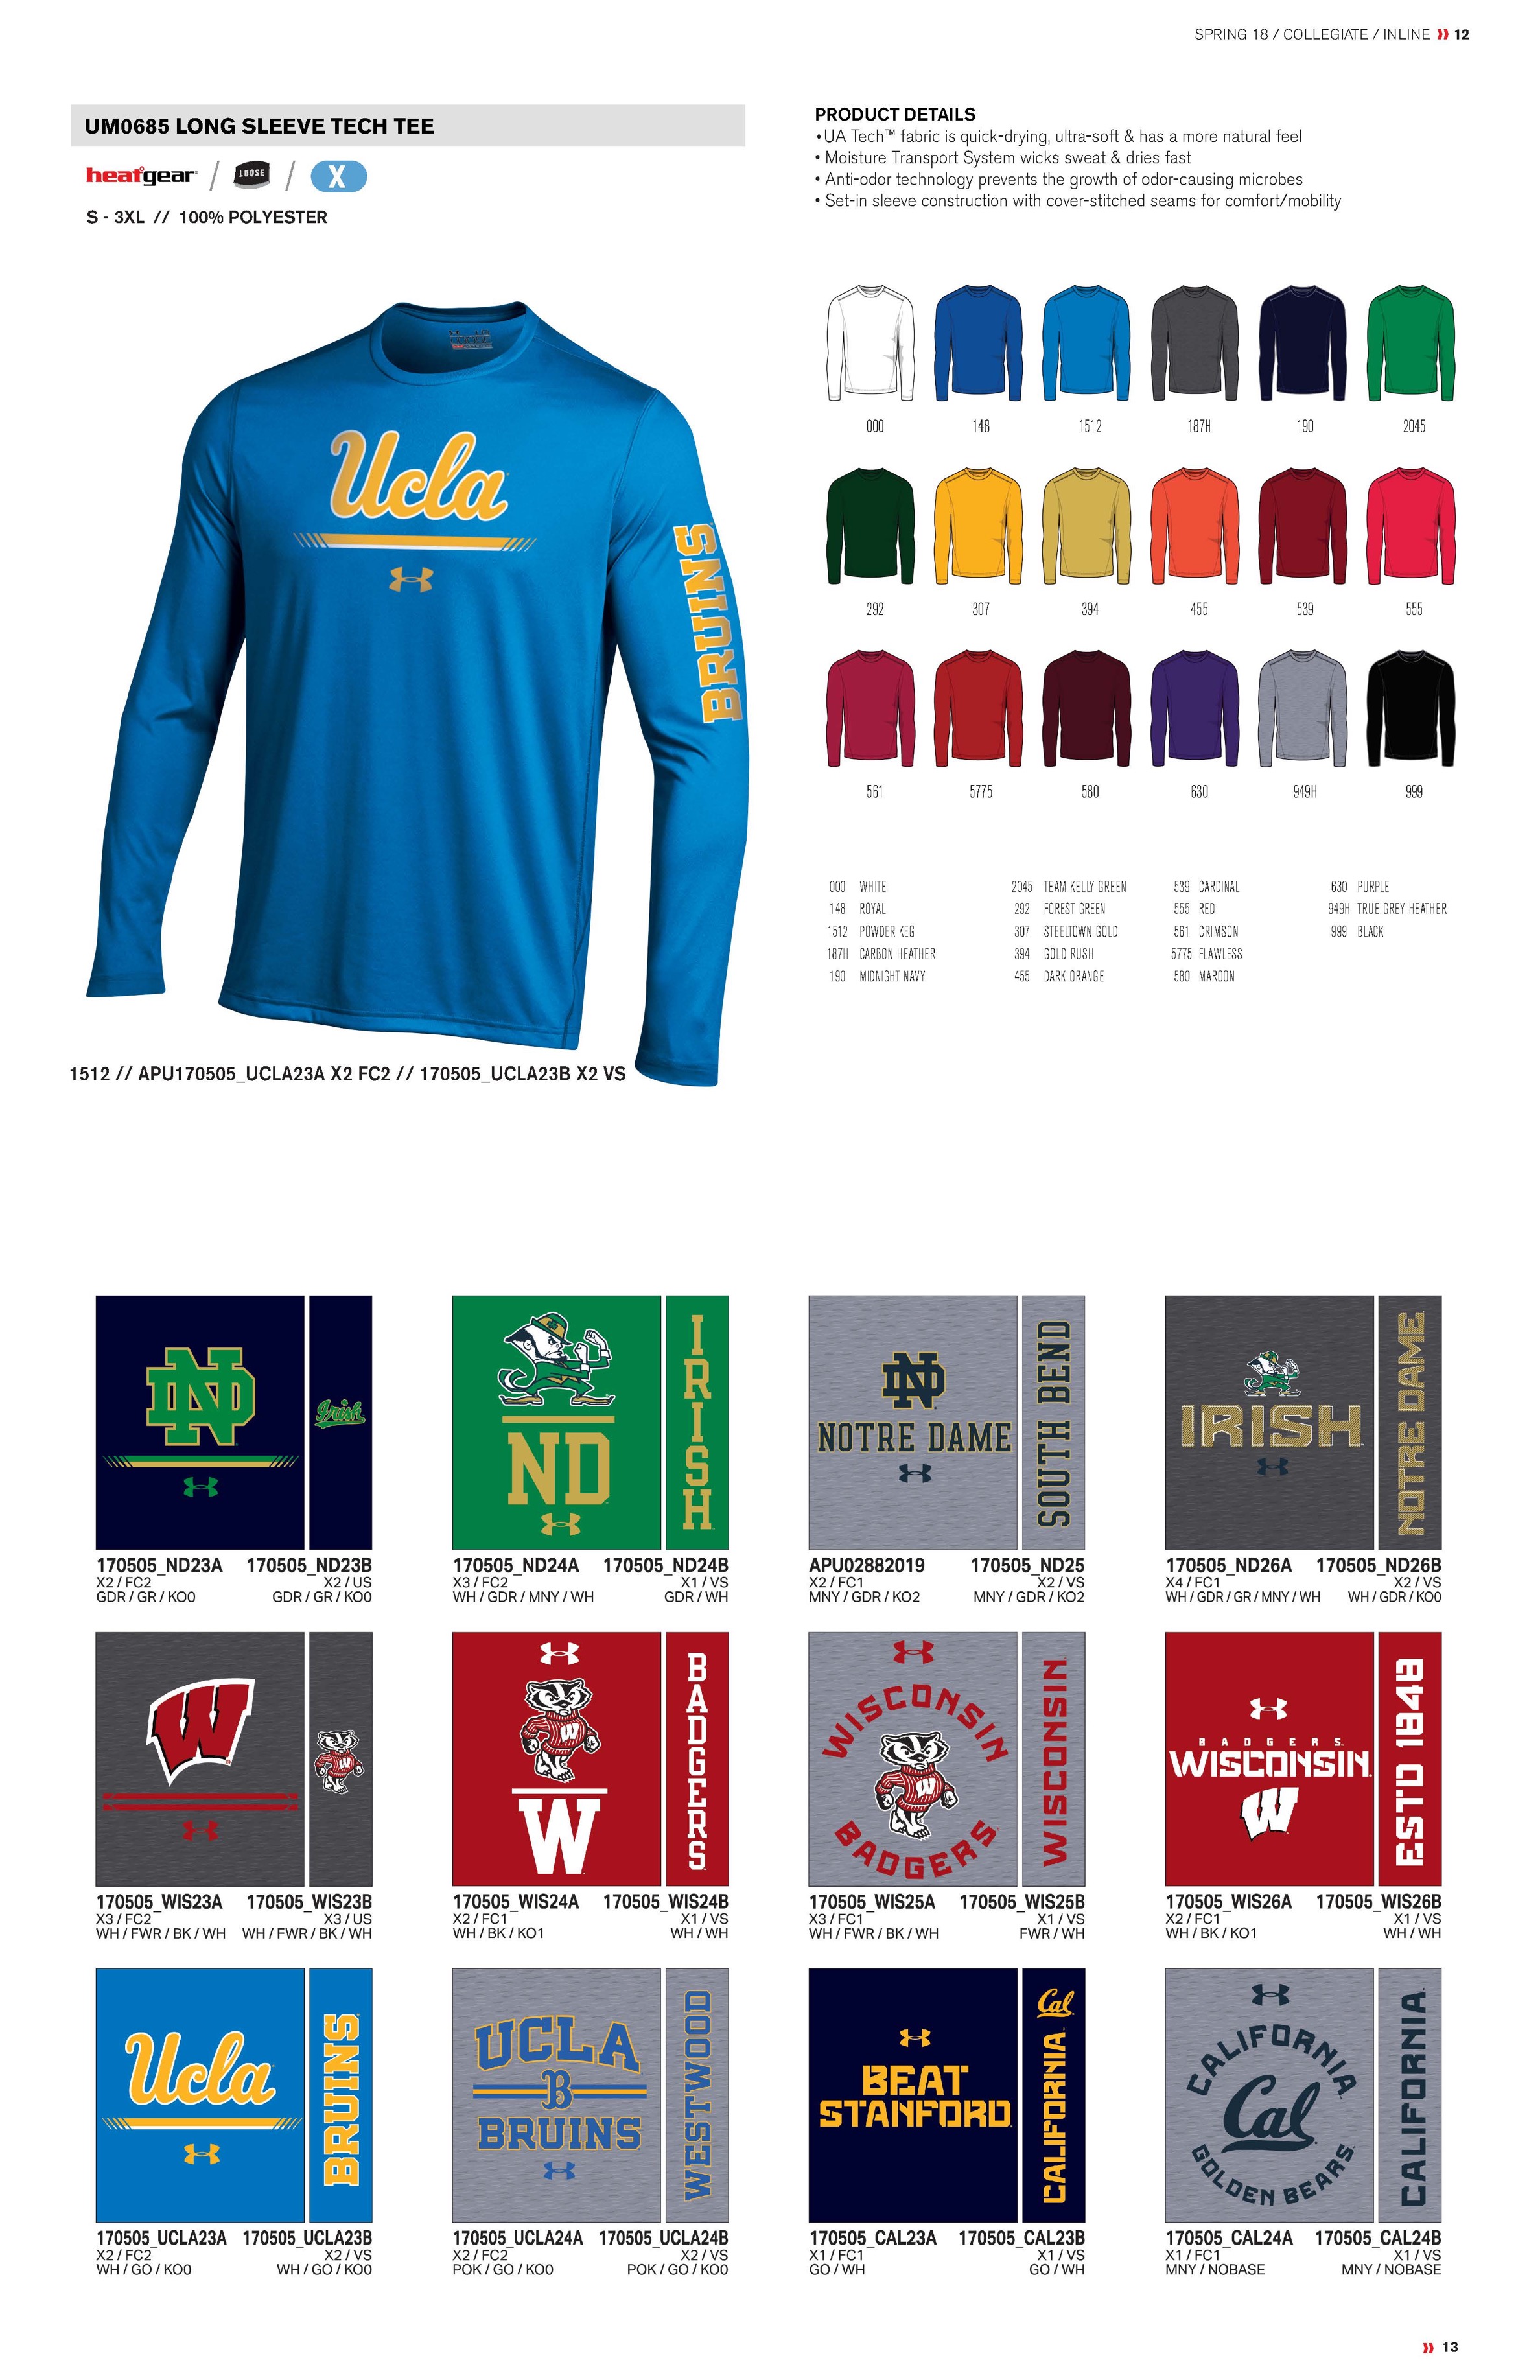 SPRING 18 / COLLEGIATE / INLINE 12
UM0685 LONG SLEEVE TECH TEE
heatgear / LOOSE / X
S - 3XL // 100% POLYESTER
PRODUCT DETAILS
•UA Tech™ fabric is quick-drying, ultra-soft & has a more natural feel
• Moisture Transport System wicks sweat & dries fast
• Anti-odor technology prevents the growth of odor-causing microbes
• Set-in sleeve construction with cover-stitched seams for comfort/mobility
Ucla
BRUINS
1512 // APU170505_UCLA23A X2 FC2 // 170505_UCLA23B X2 VS
000 148 1512 187H 190 2045
292 307 394 455 539 555
561 5775 580 630 949H 999
000 WHITE
148 ROYAL
1512 POWDER KEG
187H CARBON HEATHER
190 MIDNIGHT NAVY
2045 TEAM KELLY GREEN
292 FOREST GREEN
307 STEELTOWN GOLD
394 GOLD RUSH
455 DARK ORANGE
539 CARDINAL
555 RED
561 CRIMSON
5775 FLAWLESS
580 MAROON
630 PURPLE
949H TRUE GREY HEATHER
999 BLACK
ND
Irish
170505_ND23A 170505_ND23B
X2 / FC2 X2 / US
GDR / GR / KO0 GDR / GR / KO0
ND
IRISH
170505_ND24A 170505_ND24B
X3 / FC2 X1 / VS
WH / GDR / MNY / WH GDR / WH
ND
NOTRE DAME
SOUTH BEND
APU02882019 170505_ND25
X2 / FC1 X2 / VS
MNY / GDR / KO2 MNY / GDR / KO2
IRISH
NOTRE DAME
170505_ND26A 170505_ND26B
X4 / FC1 X2 / VS
WH / GDR / GR / MNY / WH WH / GDR / KO0
W
W
170505_WIS23A 170505_WIS23B
X3 / FC2 X3 / US
WH / FWR / BK / WH WH / FWR / BK / WH
W
W
BADGERS
170505_WIS24A 170505_WIS24B
X2 / FC1 X1 / VS
WH / BK / KO1 WH / WH
WISCONSIN
W
BADGERS
WISCONSIN
170505_WIS25A 170505_WIS25B
X3 / FC1 X1 / VS
WH / FWR / BK / WH FWR / WH
BADGERS
WISCONSIN
W
ESTD 1848
170505_WIS26A 170505_WIS26B
X2 / FC1 X1 / VS
WH / BK / KO1 WH / WH
Ucla
BRUINS
170505_UCLA23A 170505_UCLA23B
X2 / FC2 X2 / VS
WH / GO / KO0 WH / GO / KO0
UCLA
B
BRUINS
WESTWOOD
170505_UCLA24A 170505_UCLA24B
X2 / FC2 X2 / VS
POK / GO / KO0 POK / GO / KO0
BEAT
STANFORD
Cal
CALIFORNIA
170505_CAL23A 170505_CAL23B
X1 / FC1 X1 / VS
GO / WH GO / WH
CALIFORNIA
Cal
GOLDEN BEARS
CALIFORNIA
170505_CAL24A 170505_CAL24B
X1 / FC1 X1 / VS
MNY / NOBASE MNY / NOBASE
13